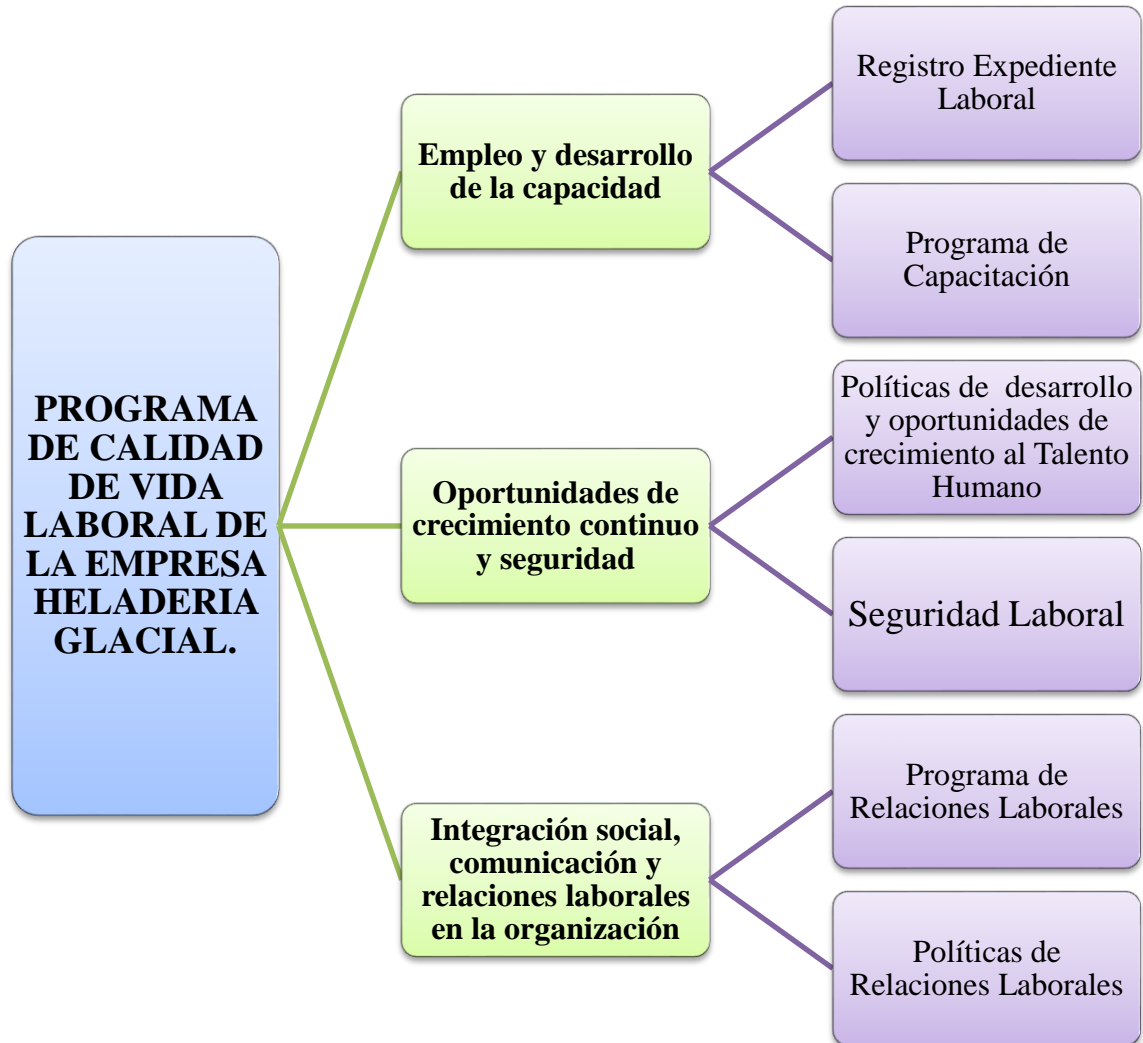 PROGRAMA
DE CALIDAD
DE VIDA
LABORAL DE
LA EMPRESA
HELADERIA
GLACIAL.
Empleo y desarrollo
de la capacidad
Registro Expediente
Laboral
Programa de
Capacitación
Oportunidades de
crecimiento continuo
y seguridad
Políticas de desarrollo
y oportunidades de
crecimiento al Talento
Humano
Seguridad Laboral
Integración social,
comunicación y
relaciones laborales
en la organización
Programa de
Relaciones Laborales
Políticas de
Relaciones Laborales